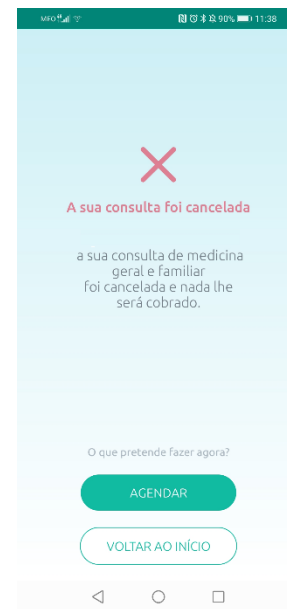 MEO 90% 11:38
A sua consulta foi cancelada
a sua consulta de medicina
geral e familiar
foi cancelada e nada lhe
será cobrado.
O que pretende fazer agora?
AGENDAR
VOLTAR AO INÍCIO